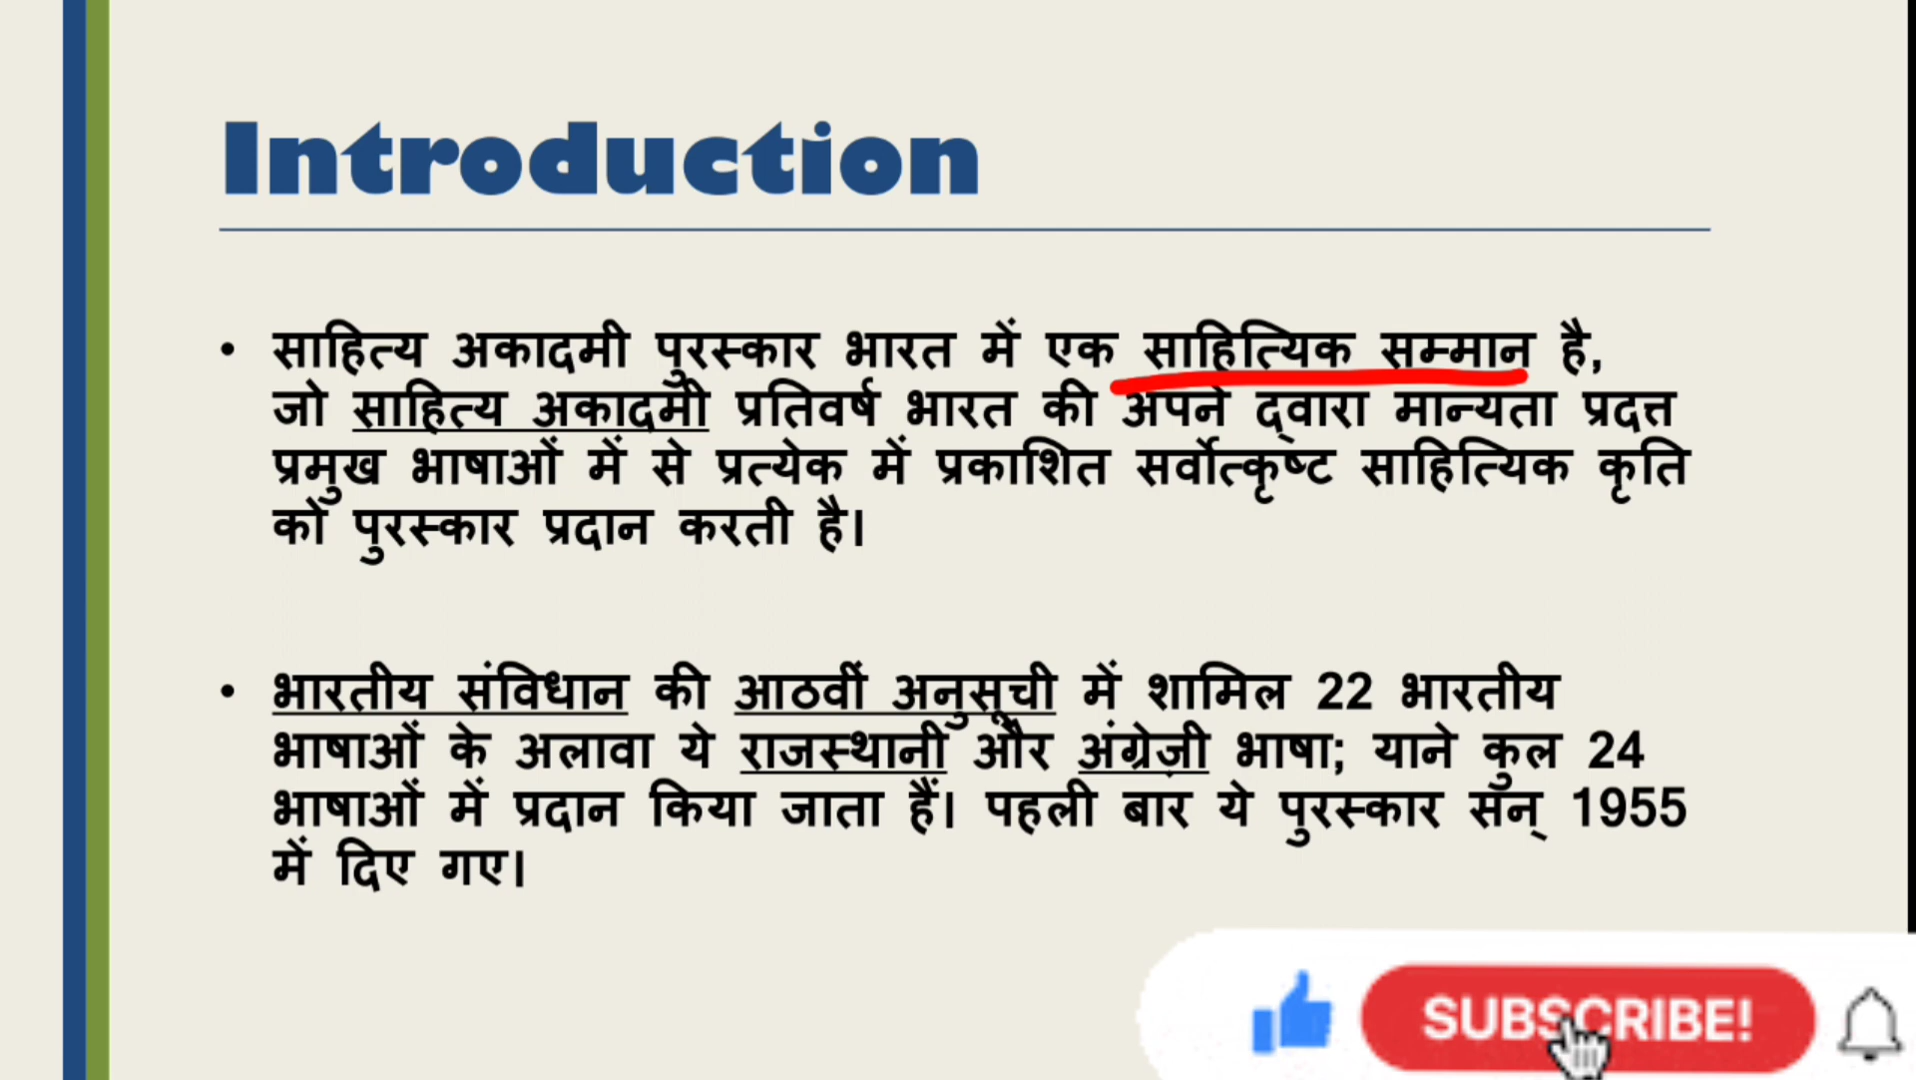 Introduction
• साहित्य अकादमी पुरस्कार भारत में एक साहित्यिक सम्मान है,
जो साहित्य अकादमी प्रतिवर्ष भारत की अपने द्वारा मान्यता प्रदत्त
प्रमुख भाषाओं में से प्रत्येक में प्रकाशित सर्वोत्कृष्ट साहित्यिक कृति
को पुरस्कार प्रदान करती है।
• भारतीय संविधान की आठवीं अनुसूची में शामिल 22 भारतीय
भाषाओं के अलावा ये राजस्थानी और अंग्रेज़ी भाषा; याने कुल 24
भाषाओं में प्रदान किया जाता हैं। पहली बार ये पुरस्कार सन् 1955
में दिए गए।
SUBSCRIBE!